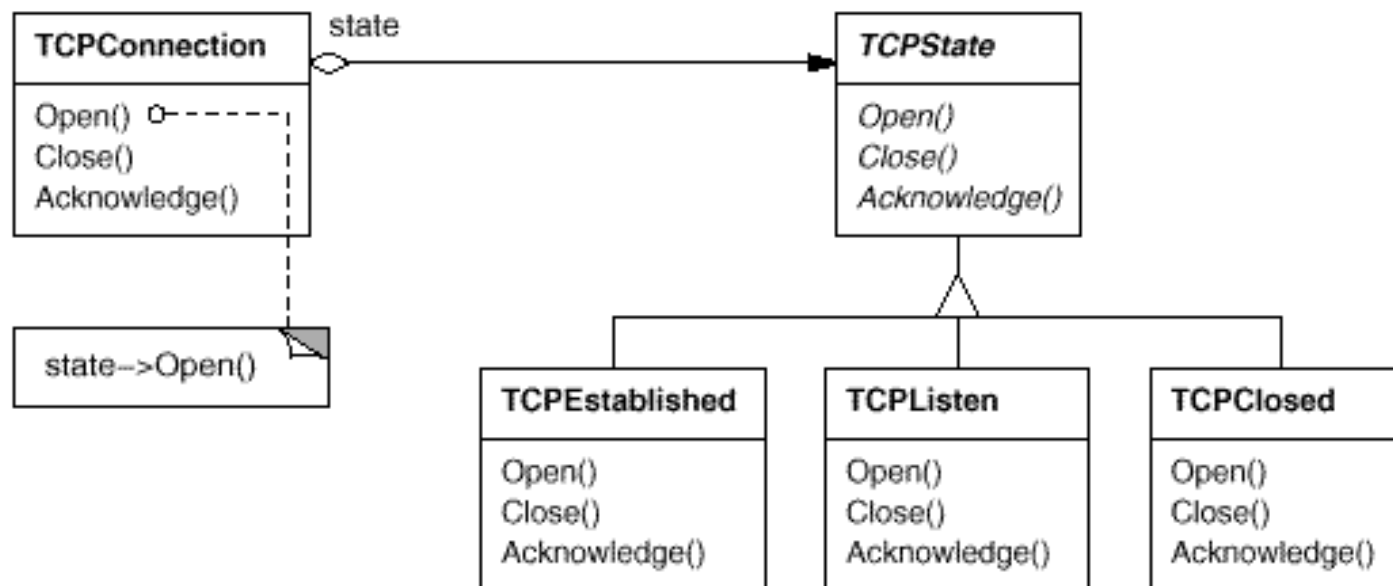 state
TCPConnection
Open()
Close()
Acknowledge()
state->Open()
TCPState
Open()
Close()
Acknowledge()
TCPEstablished
Open()
Close()
Acknowledge()
TCPListen
Open()
Close()
Acknowledge()
TCPClosed
Open()
Close()
Acknowledge()